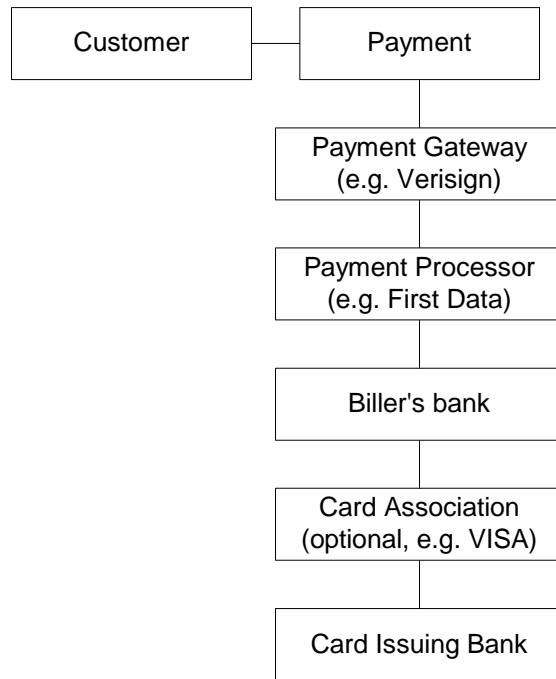 Customer
Payment
Payment Gateway
(e.g. Verisign)
Payment Processor
(e.g. First Data)
Biller's bank
Card Association
(optional, e.g. VISA)
Card Issuing Bank